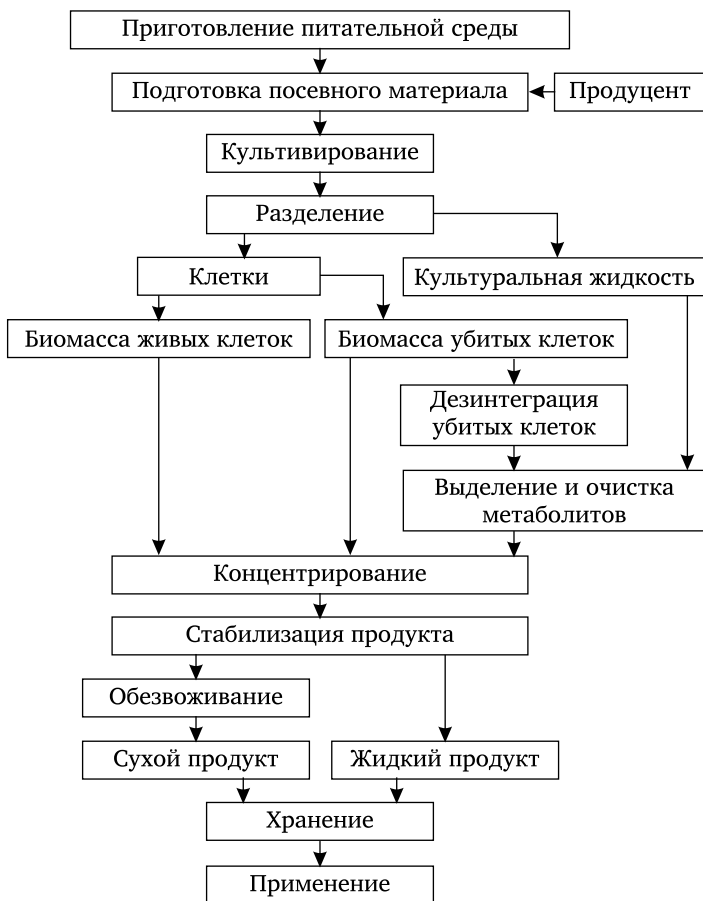 Приготовление питательной среды
Подготовка посевного материала
Продуцент
Культивирование
Разделение
Клетки
Культуральная жидкость
Биомасса живых клеток
Биомасса убитых клеток
Дезинтеграция
убитых клеток
Выделение и очистка
метаболитов
Концентрирование
Стабилизация продукта
Обезвоживание
Сухой продукт
Жидкий продукт
Хранение
Применение